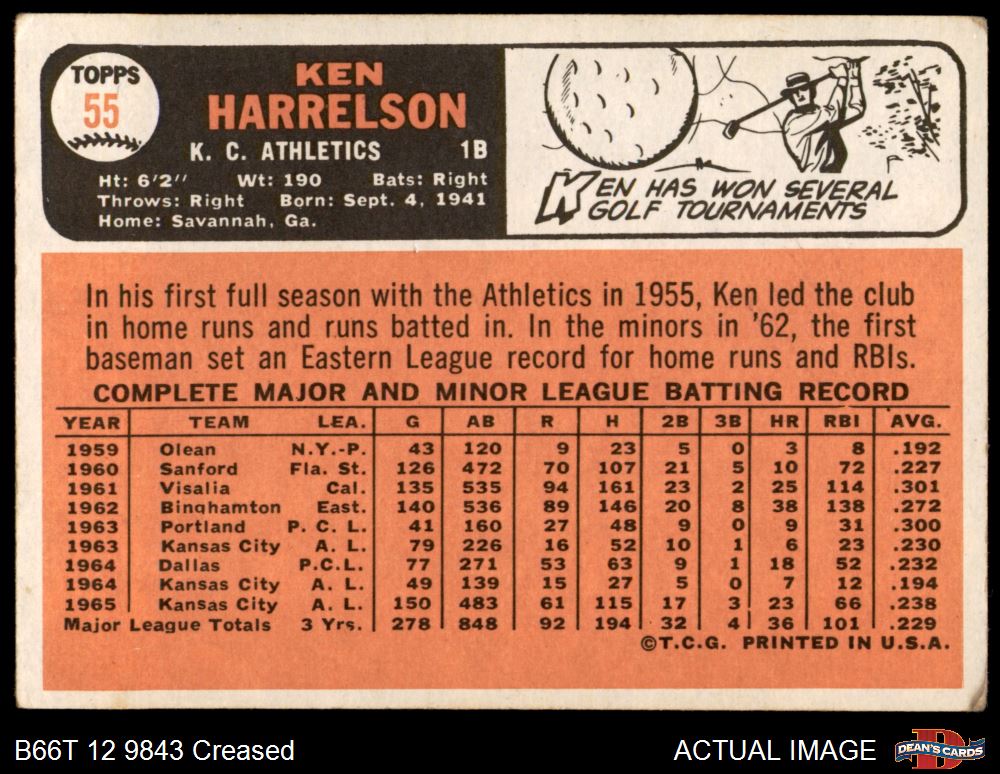 TOPPS
55
KEN
HARRELSON
K. C. ATHLETICS 1B
Ht: 6'2" Wt: 190 Bats: Right
Throws: Right Born: Sept. 4, 1941
Home: Savannah, Ga.
KEN HAS WON SEVERAL
GOLF TOURNAMENTS
In his first full season with the Athletics in 1955, Ken led the club
in home runs and runs batted in. In the minors in '62, the first
baseman set an Eastern League record for home runs and RBIs.
COMPLETE MAJOR AND MINOR LEAGUE BATTING RECORD
YEAR TEAM LEA. G AB R H 2B 3B HR RBI AVG.
1959 Olean N.Y.-P. 43 120 9 23 5 0 3 8 .192
1960 Sanford Fla. St. 126 472 70 107 21 5 10 72 .227
1961 Visalia Cal. 135 535 94 161 23 2 25 114 .301
1962 Binghamton East. 140 536 89 146 20 8 38 138 .272
1963 Portland P. C. L. 41 160 27 48 9 0 9 31 .300
1963 Kansas City A. L. 79 226 16 52 10 1 6 23 .230
1964 Dallas P.C.L. 77 271 53 63 9 1 18 52 .232
1964 Kansas City A. L. 49 139 15 27 5 0 7 12 .194
1965 Kansas City A. L. 150 483 61 115 17 3 23 66 .238
Major League Totals 3 Yrs. 278 848 92 194 32 4 36 101 .229
©T.C.G. PRINTED IN U.S.A.
B66T 12 9843 Creased
ACTUAL IMAGE
D
DEAN'S CARDS